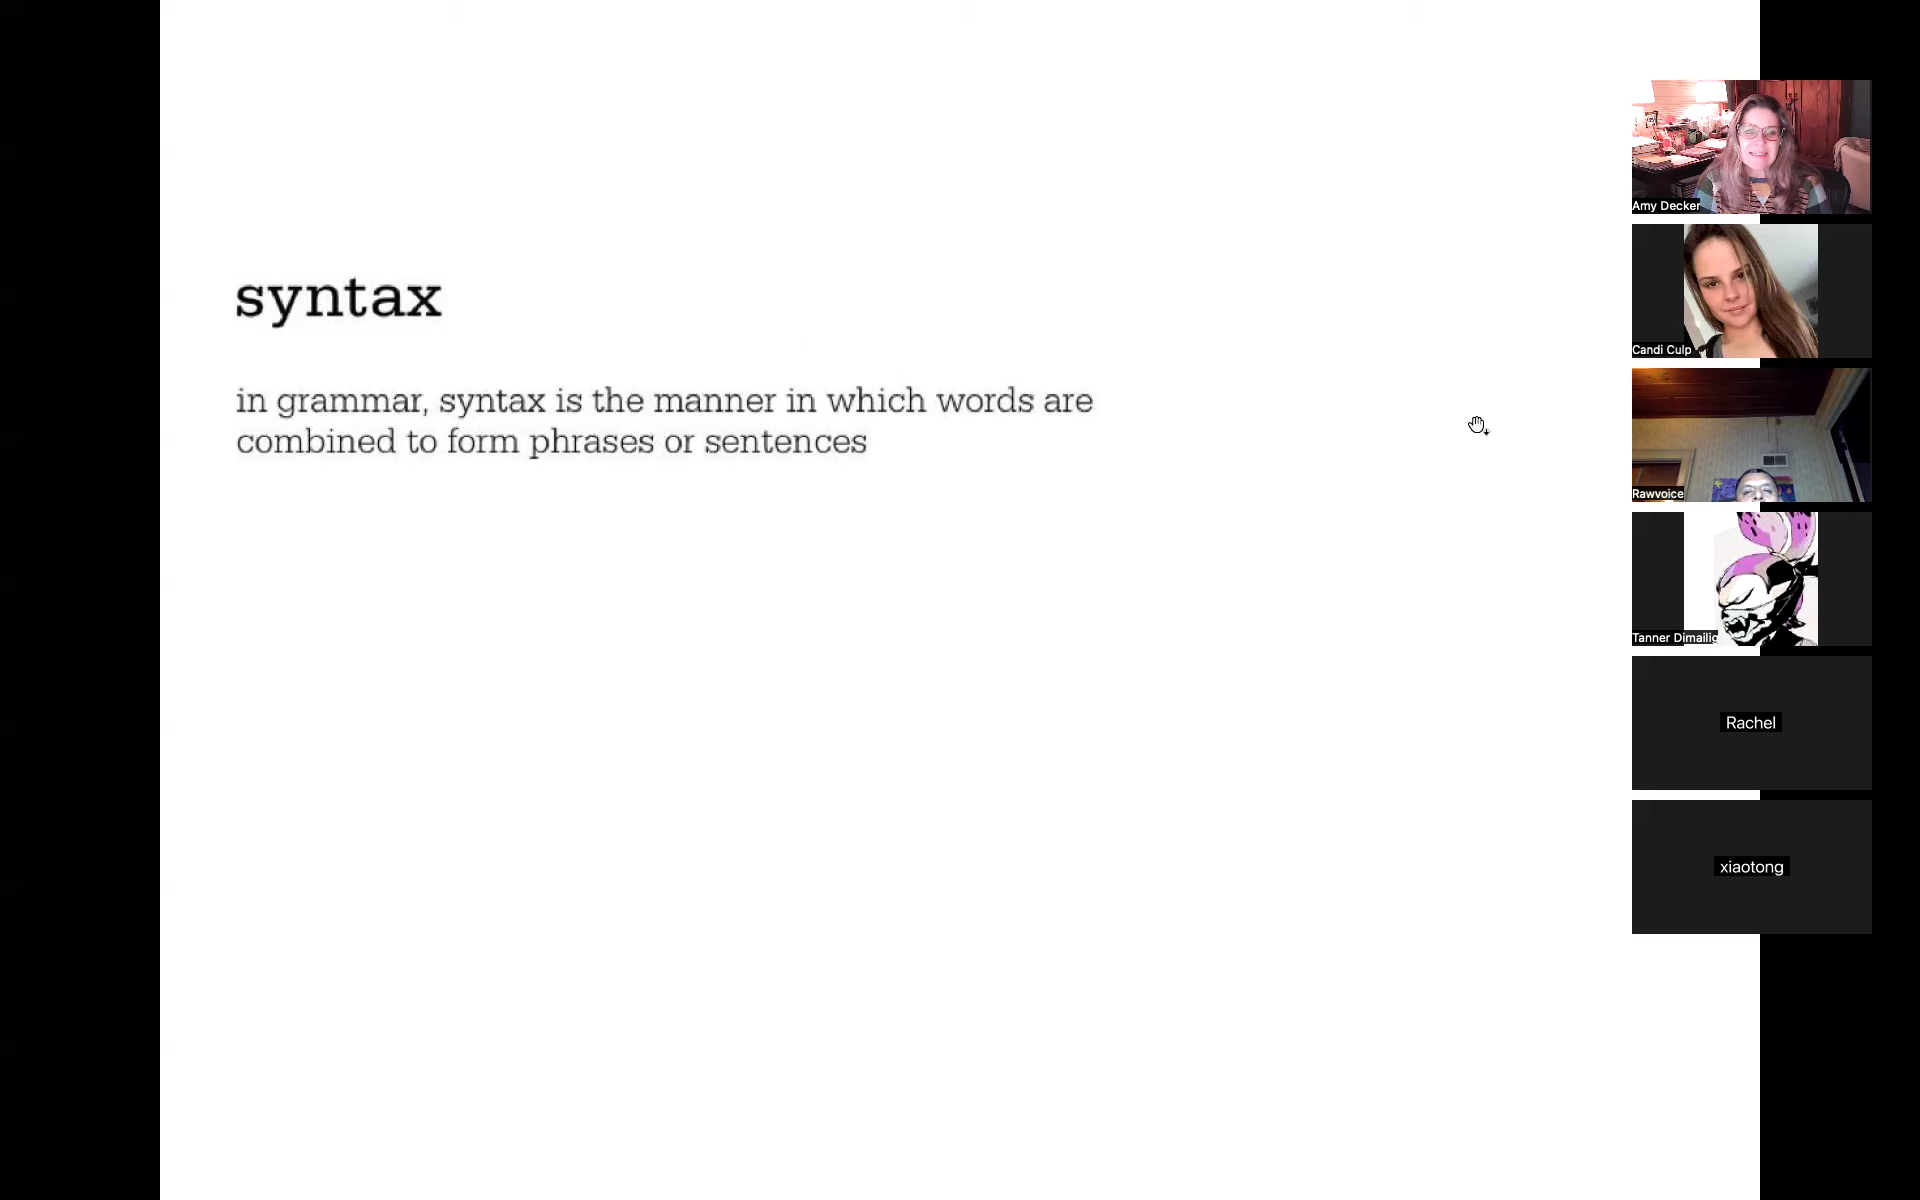 syntax
in grammar, syntax is the manner in which words are
combined to form phrases or sentences
Amy Decker
Candi Culp
Rawvoice
Tanner Dimailig
Rachel
xiaotong